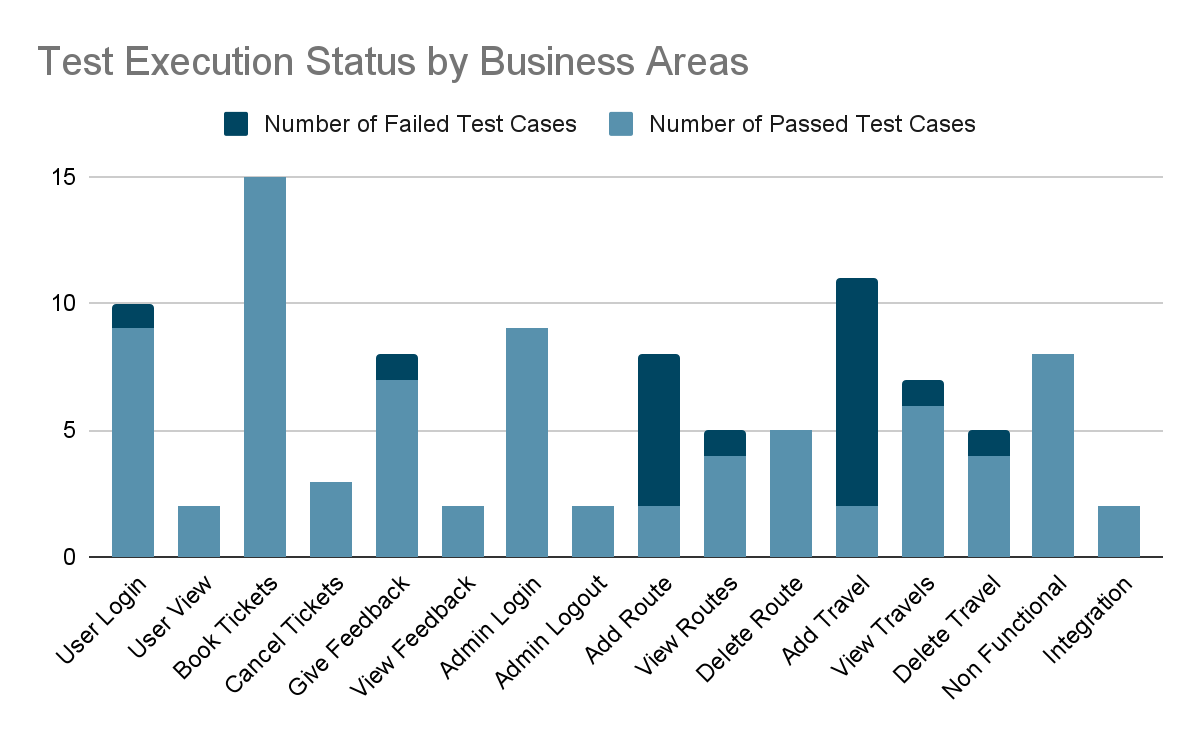 Test Execution Status by Business Areas
Number of Failed Test Cases
Number of Passed Test Cases
15
10
5
0
User Login
User View
Book Tickets
Cancel Tickets
Give Feedback
View Feedback
Admin Login
Admin Logout
Add Route
View Routes
Delete Route
Add Travel
View Travels
Delete Travel
Non Functional
Integration